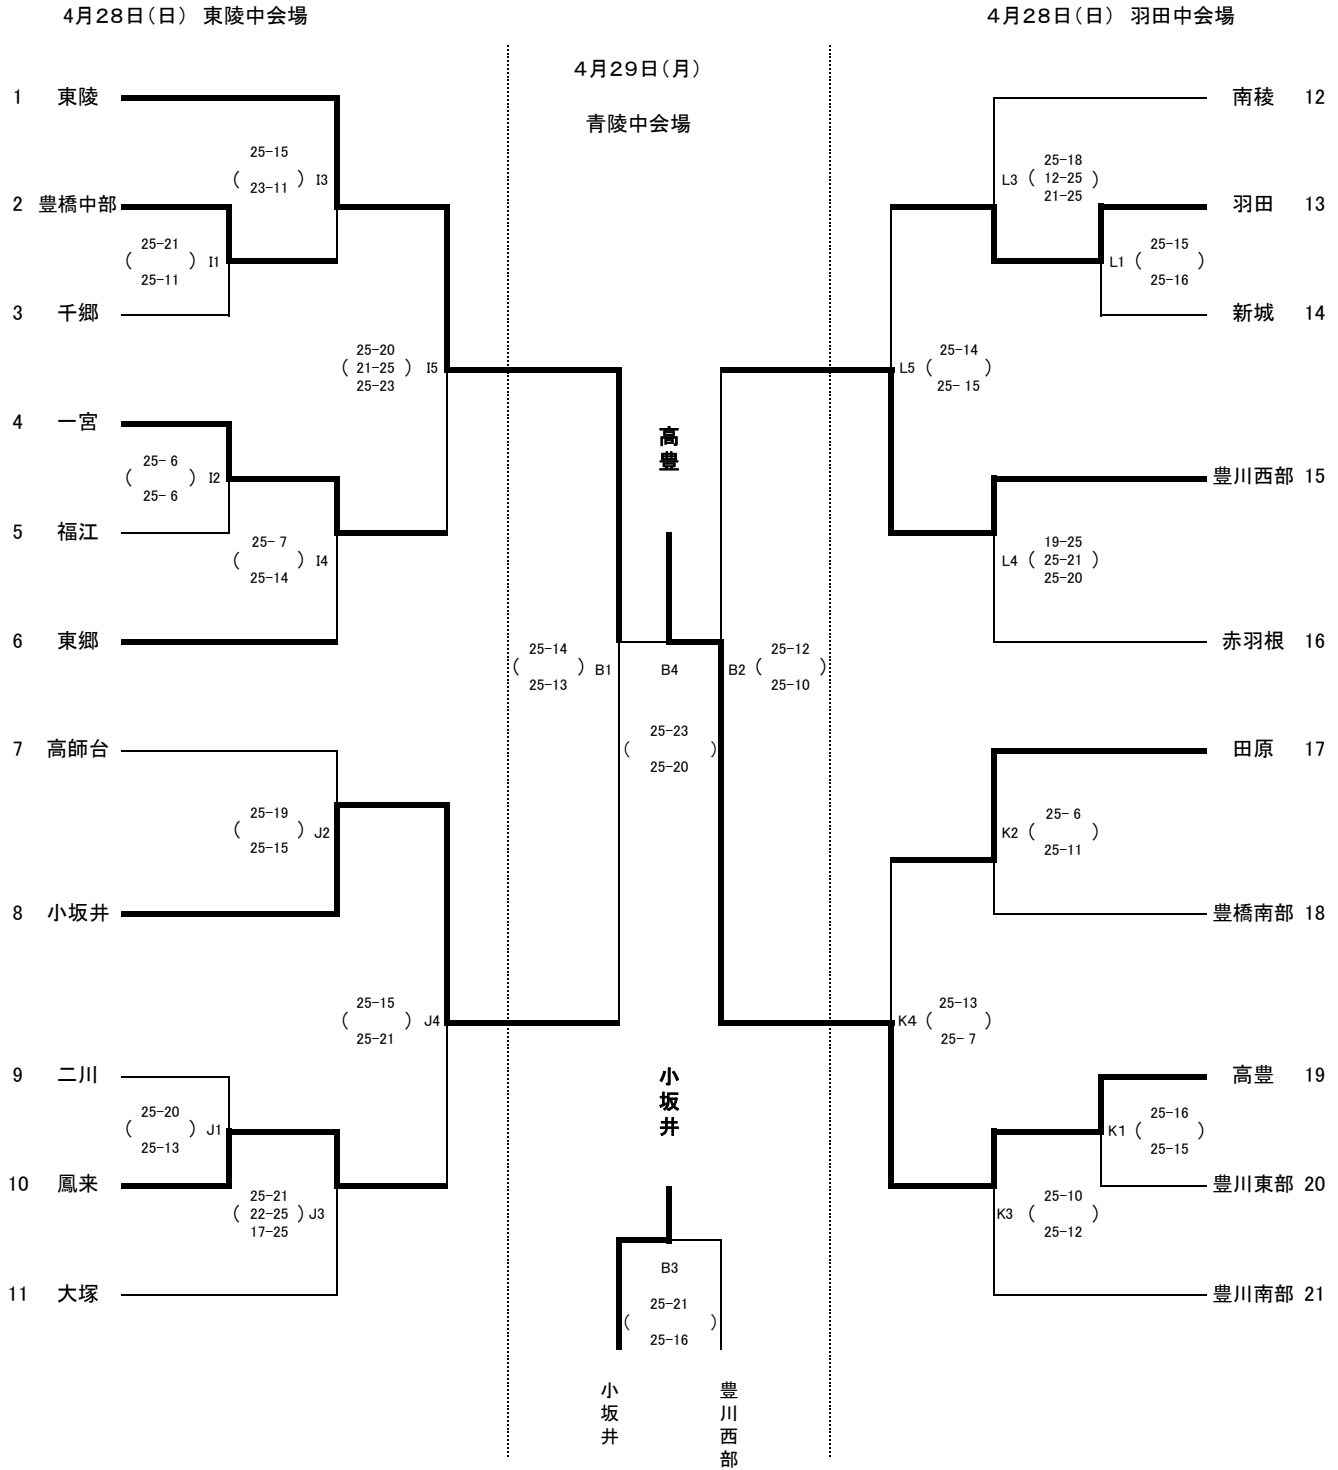 4月28日(日) 東陵中会場
4月28日(日) 羽田中会場
4月29日(月)
青陵中会場
1 東陵
25-15
( ) I3
23-11
2 豊橋中部
25-21
( ) I1
25-11
3 千郷
25-20
( 21-25 ) I5
25-23
4 一宮
25- 6
( ) I2
25- 6
5 福江
25- 7
( ) I4
25-14
6 東郷
25-14
( ) B1
25-13
7 高師台
25-19
( ) J2
25-15
8 小坂井
25-15
( ) J4
25-21
9 二川
25-20
( ) J1
25-13
10 鳳来
25-21
( 22-25 ) J3
17-25
11 大塚
高豊
B4
25-23
( )
25-20
小坂井
B3
25-21
( )
25-16
小坂井
豊川西部
南稜 12
25-18
L3 ( 12-25 )
21-25
羽田 13
25-15
L1 ( )
25-16
新城 14
25-14
L5 ( )
25- 15
豊川西部 15
19-25
L4 ( 25-21 )
25-20
赤羽根 16
25-12
B2 ( )
25-10
田原 17
25- 6
K2 ( )
25-11
豊橋南部 18
25-13
K4 ( )
25- 7
高豊 19
25-16
K1 ( )
25-15
豊川東部 20
25-10
K3 ( )
25-12
豊川南部 21